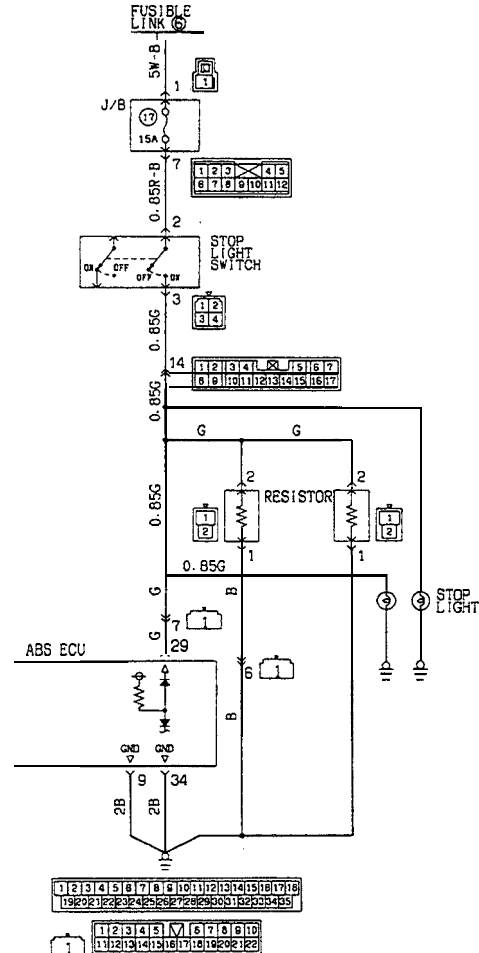 FUSIBLE
LINK ⑥
5W-B
1
1
J/B
17
15A
7
1 2 3 4 5
6 7 8 9 10 11 12
0.85R-B
2
STOP
LIGHT
SWITCH
ON OFF OFF ON
3
1 2
3 4
0.85G
14
1 2 3 4 5 6 7
8 9 10 11 12 13 14 15 16 17
0.85G
G G
2 2
0.85G
RESISTOR
1
2
1
2
1 1
0.85G
G
B
STOP
LIGHT
7
1
G
29
ABS ECU
6
1
B
GND GND
9 34
2B 2B
1 2 3 4 5 6 7 8 9 10 11 12 13 14 15 16 17 18
19 20 21 22 23 24 25 26 27 28 29 30 31 32 33 34 35
1 2 3 4 5 6 7 8 9 10
1
11 12 13 14 15 16 17 18 19 20 21 22